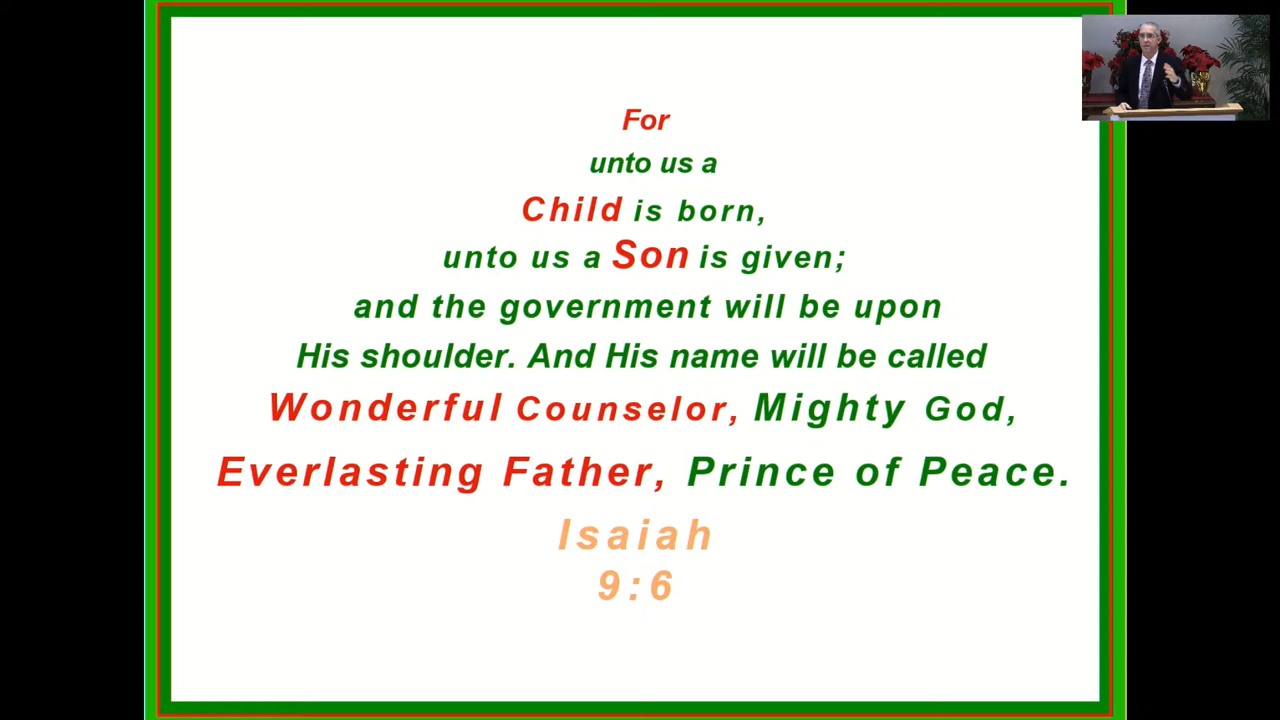 For
unto us a
Child is born,
unto us a Son is given;
and the government will be upon
His shoulder. And His name will be called
Wonderful Counselor, Mighty God,
Everlasting Father, Prince of Peace.
Isaiah
9:6